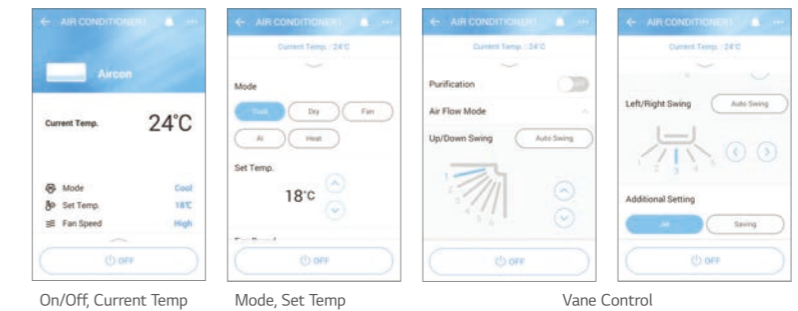 AIR CONDITIONER1
Aircon
Current Temp.
24°C
Mode
Cool
Set Temp.
18℃
Fan Speed
High
OFF
On/Off, Current Temp
AIR CONDITIONER1
Current Temp. : 24°C
Mode
Cool
Dry
Fan
AI
Heat
Set Temp.
18°C
OFF
Mode, Set Temp
AIR CONDITIONER1
Current Temp. : 24°C
Purification
Air Flow Mode
Up/Down Swing
Auto Swing
1
2
3
4
5
6
OFF
AIR CONDITIONER1
Current Temp. : 24°C
Left/Right Swing
Auto Swing
1
2
3
4
5
Additional Setting
Jet
Saving
OFF
Vane Control